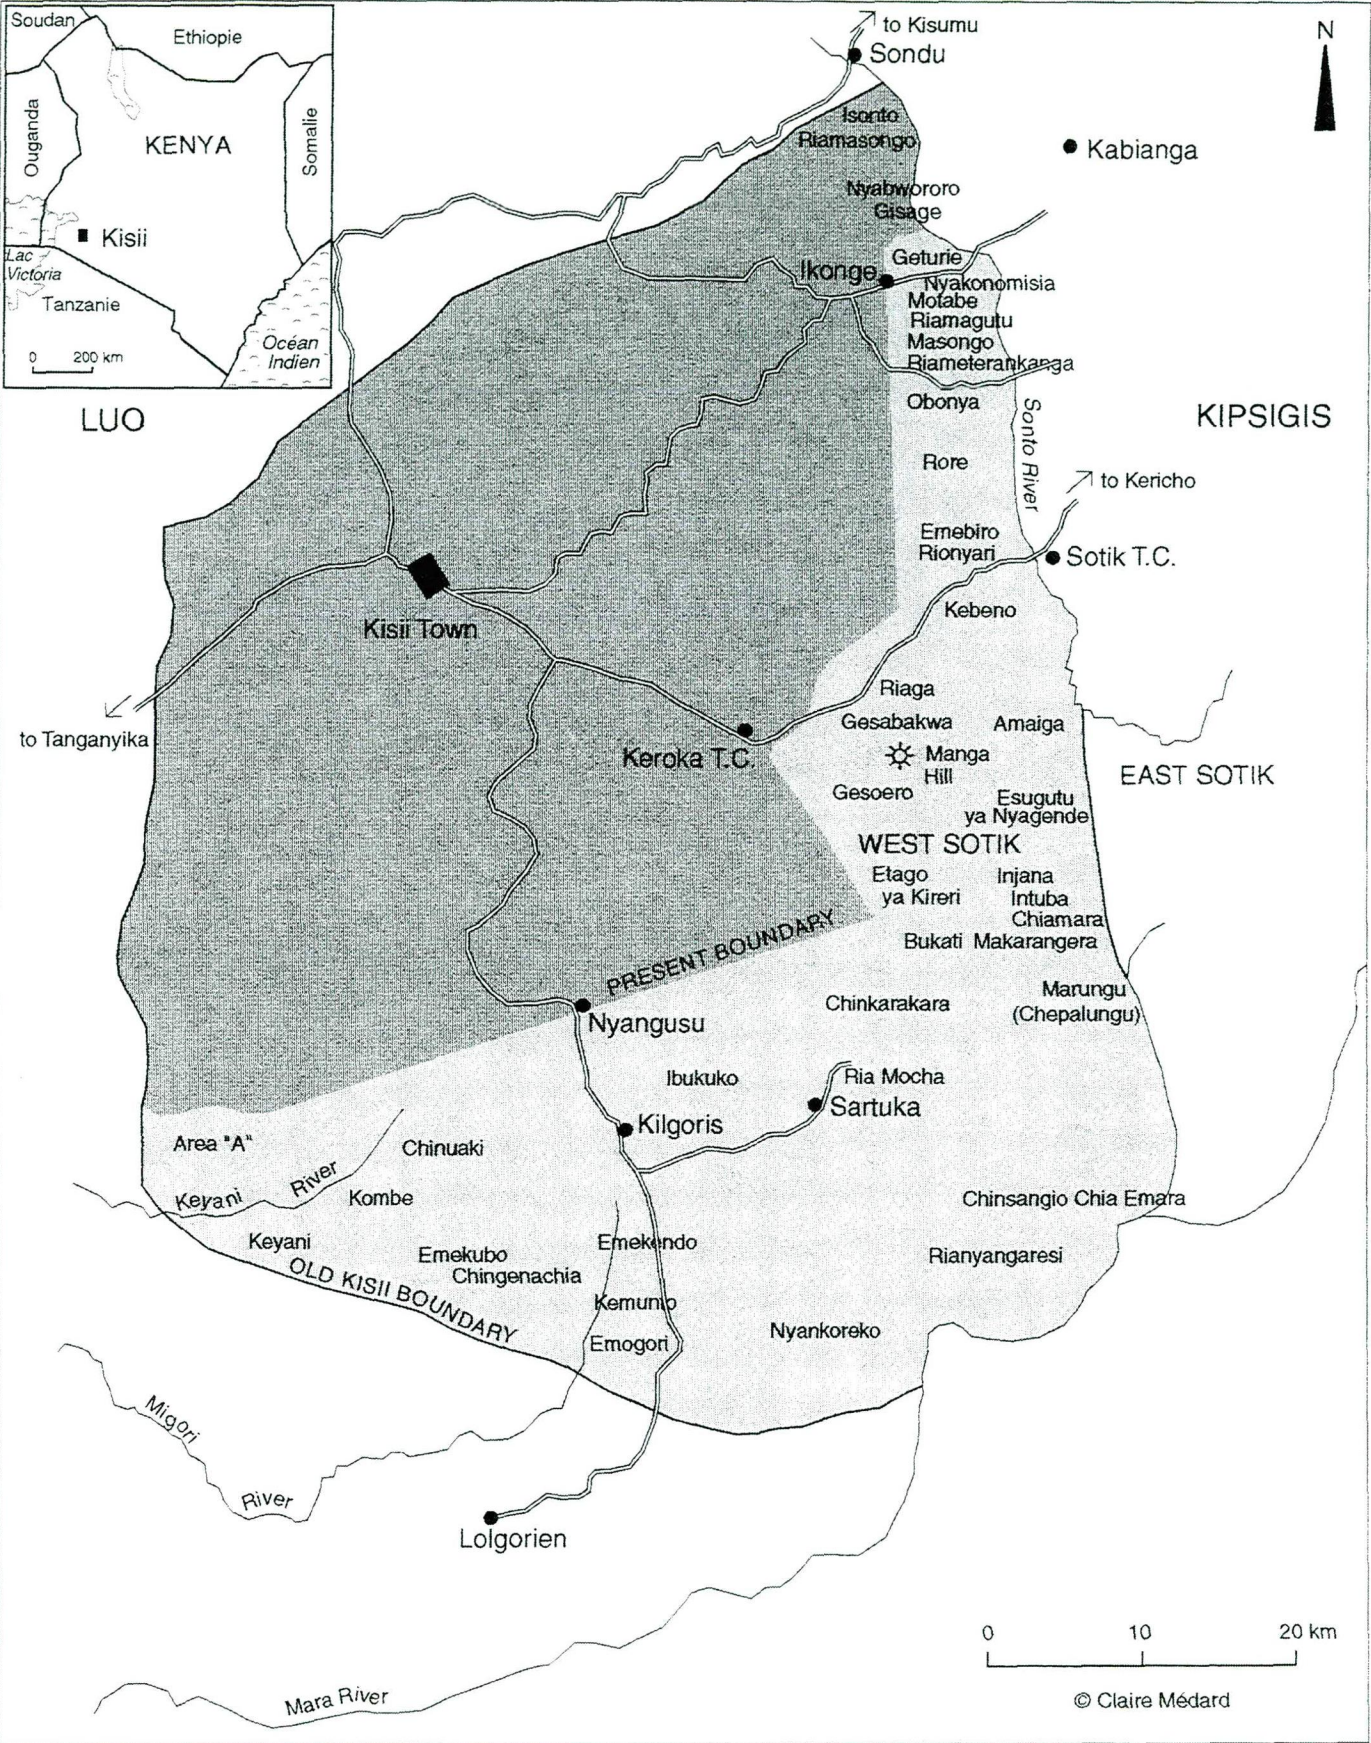 Soudan
Ethiopie
Ouganda
KENYA
Somalie
Kisii
Lac
Victoria
Tanzanie
Océan
Indien
0 200 km
to Kisumu
Sondu
N
Kabianga
Isonto
Riamasongo
Nyabwororo
Gisage
Geturie
Ikonge
Nyakonomisia
Motabe
Riamagutu
Masongo
Riameterankanga
Obonya
LUO
KIPSIGIS
Sonto River
Rore
to Kericho
Emebiro
Rionyari
Sotik T.C.
Kebeno
Kisii Town
Riaga
Gesabakwa
Amaiga
to Tanganyika
Keroka T.C.
Manga
Hill
EAST SOTIK
Gesoero
Esugutu
ya Nyagende
WEST SOTIK
Etago
ya Kireri
Injana
Intuba
Chiamara
PRESENT BOUNDARY
Bukati
Makarangera
Marungu
(Chepalungu)
Chinkarakara
Nyangusu
Ibukuko
Ria Mocha
Sartuka
Kilgoris
Area "A"
Chinuaki
Keyani River
Kombe
Chinsangio Chia Emara
Keyani
Emekubo
Chingenachia
Emekendo
Rianyangaresi
OLD KISII BOUNDARY
Kemunto
Emogori
Nyankoreko
Migori
River
Lolgorien
Mara River
0 10 20 km
© Claire Médard